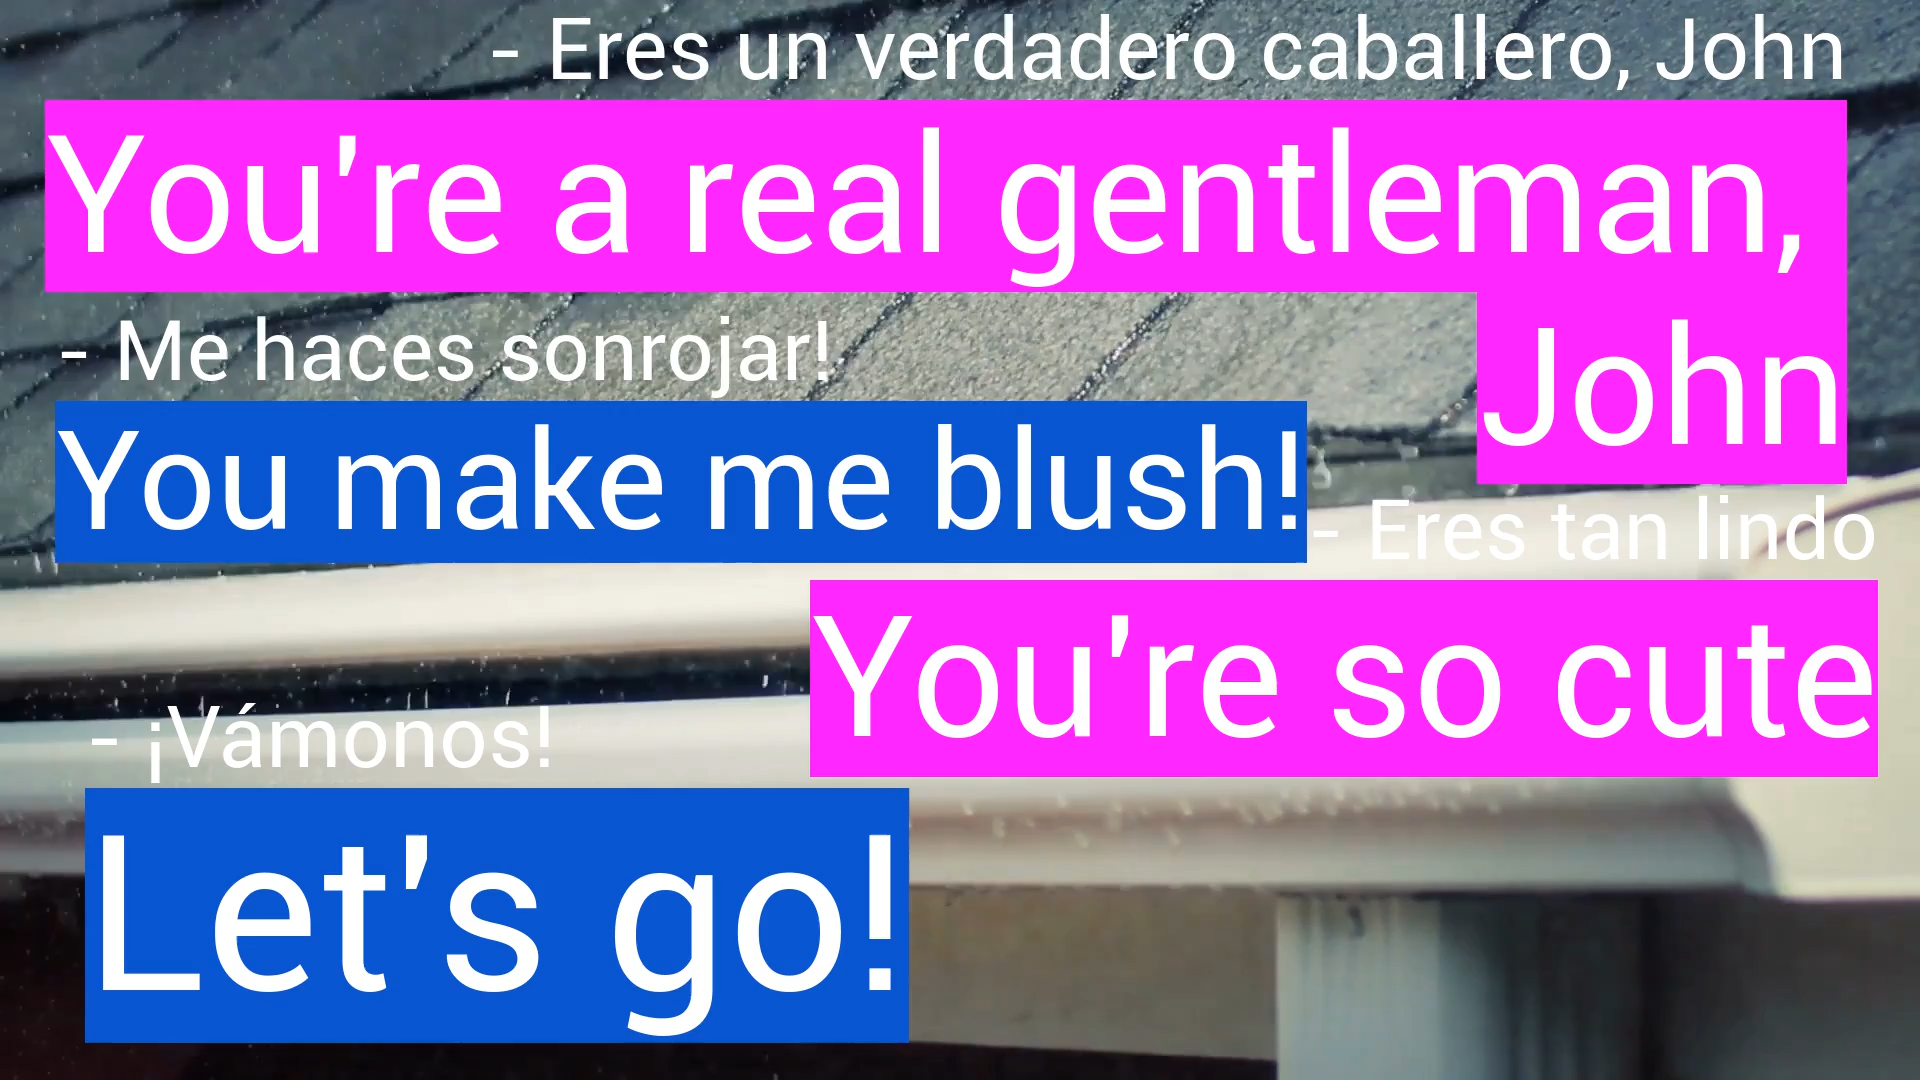 - Eres un verdadero caballero, John
You're a real gentleman,
John
- Me haces sonrojar!
You make me blush!
- Eres tan lindo
You're so cute
- ¡Vámonos!
Let's go!